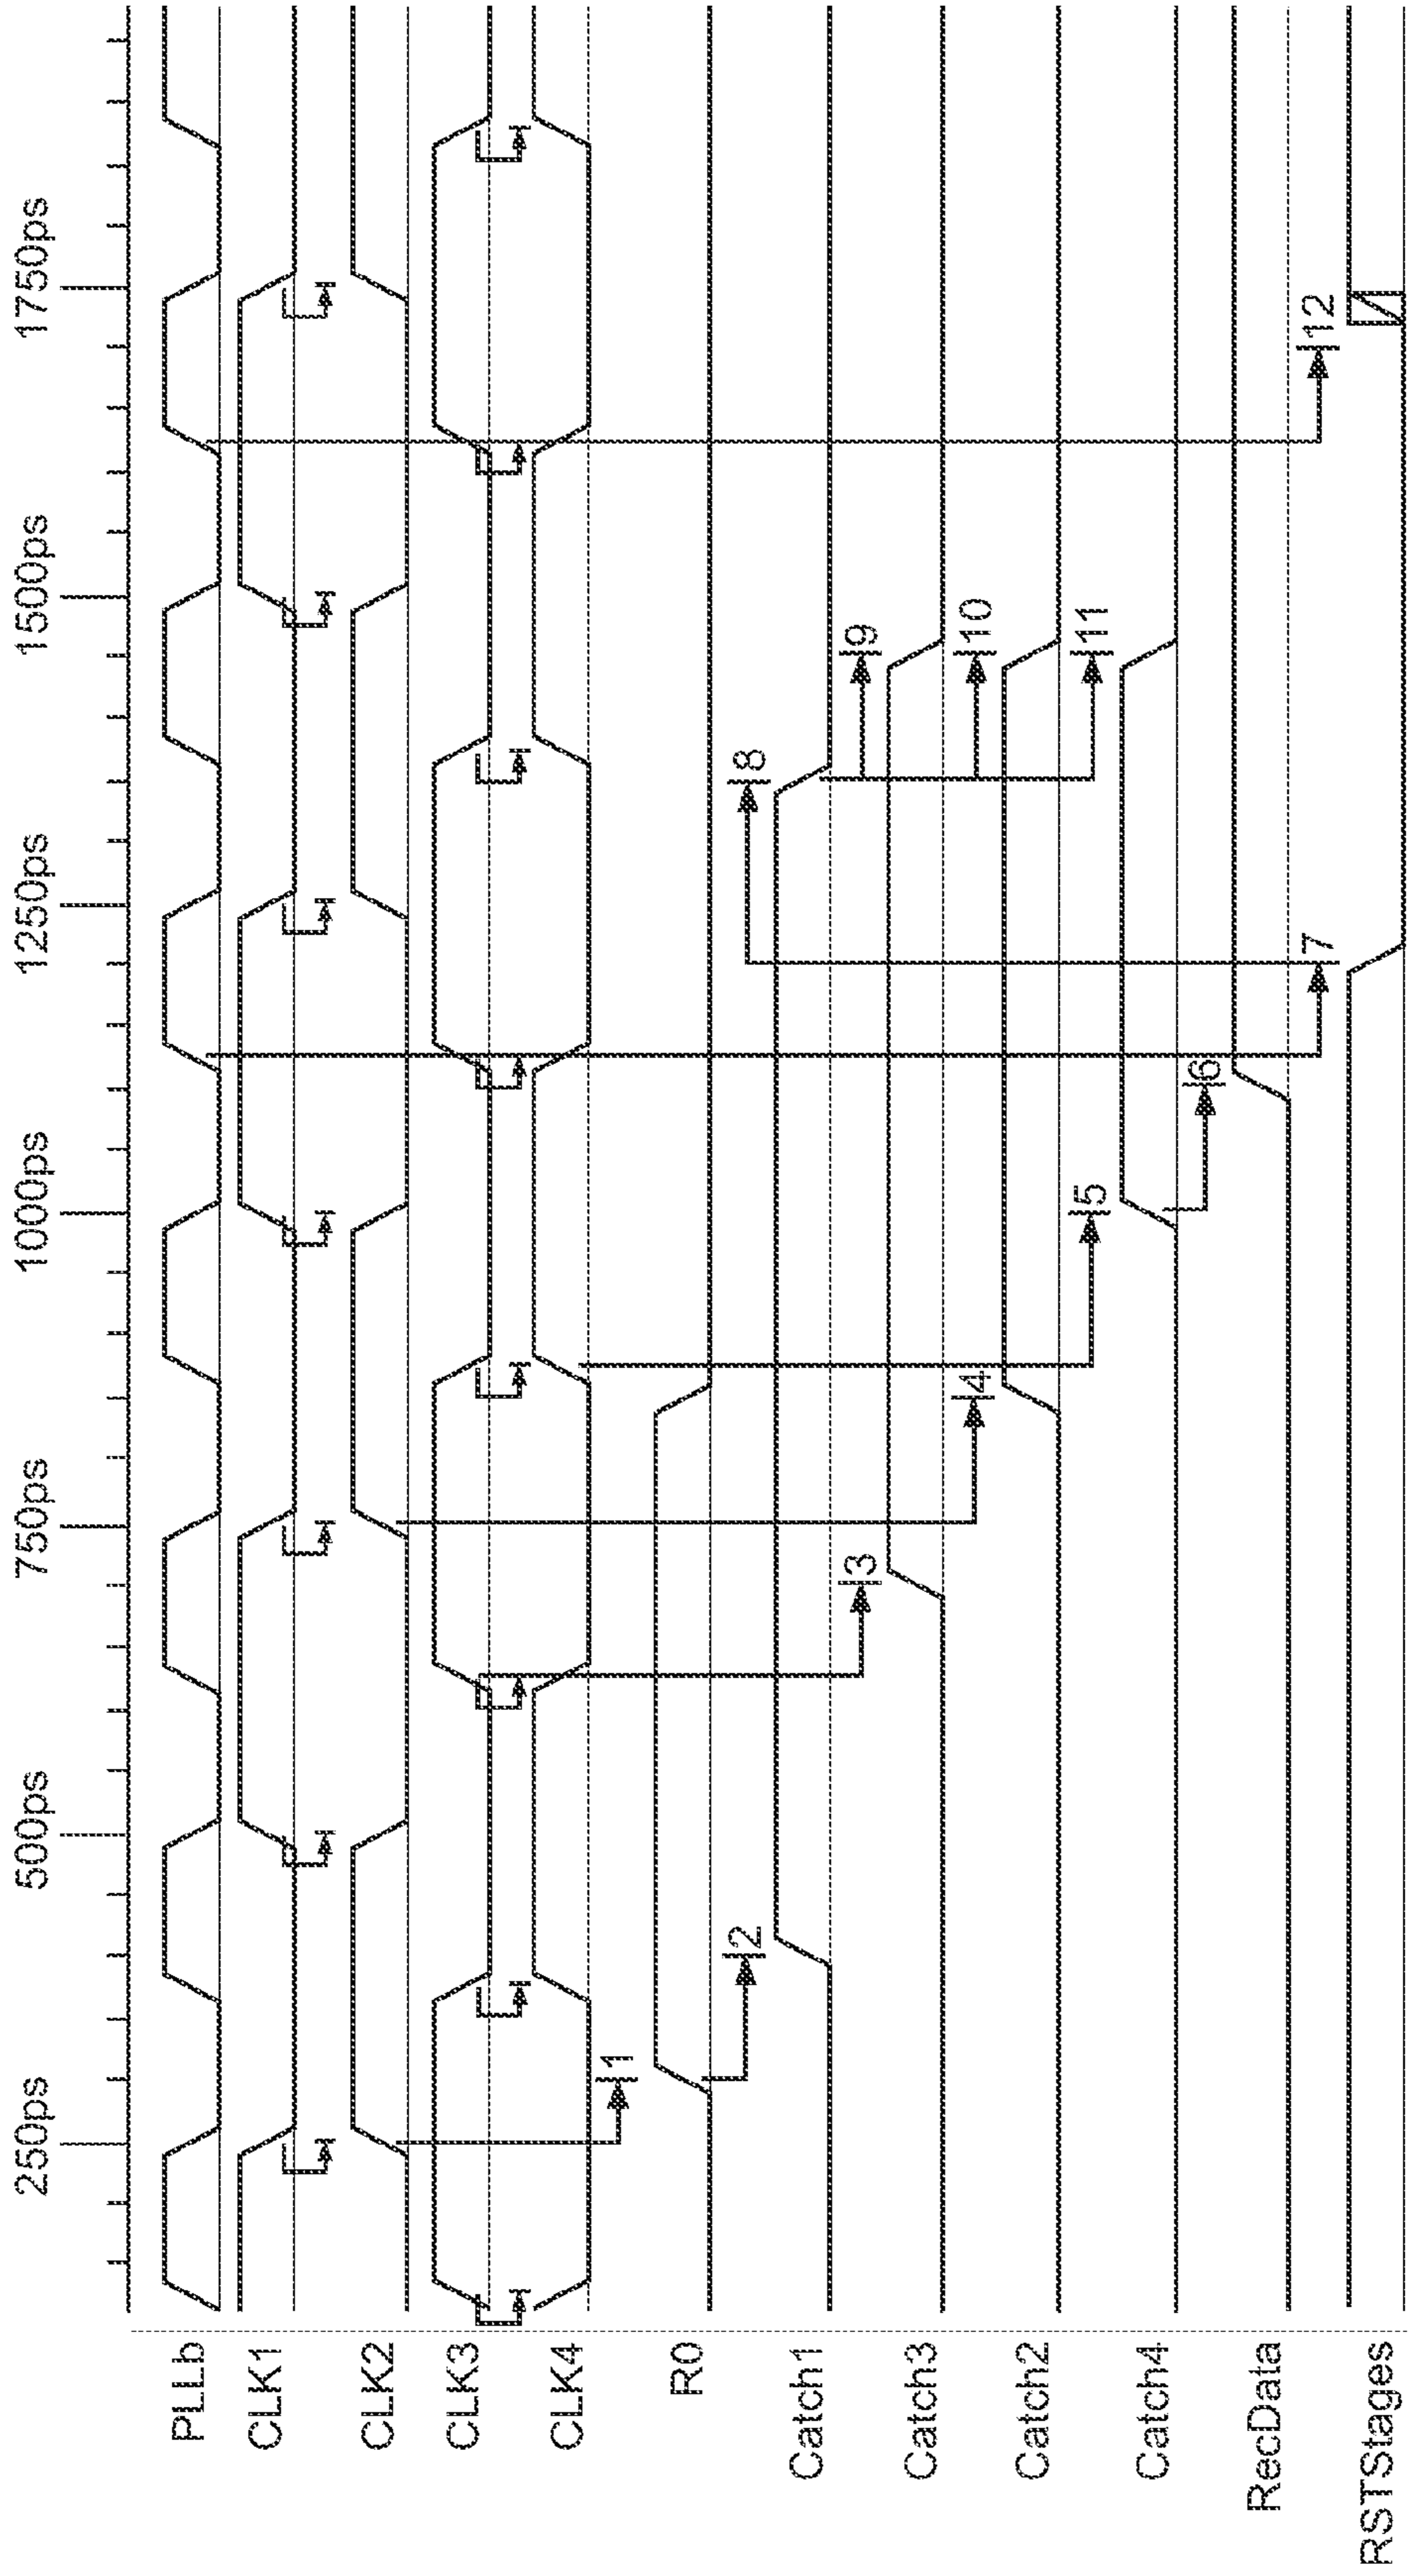 250ps 500ps 750ps 1000ps 1250ps 1500ps 1750ps
PLLb
CLK1
CLK2
CLK3
CLK4
1
R0
2 8
Catch1
3 9
Catch3
4 10
Catch2
5 11
Catch4
6
RecData
7 12
RSTStages